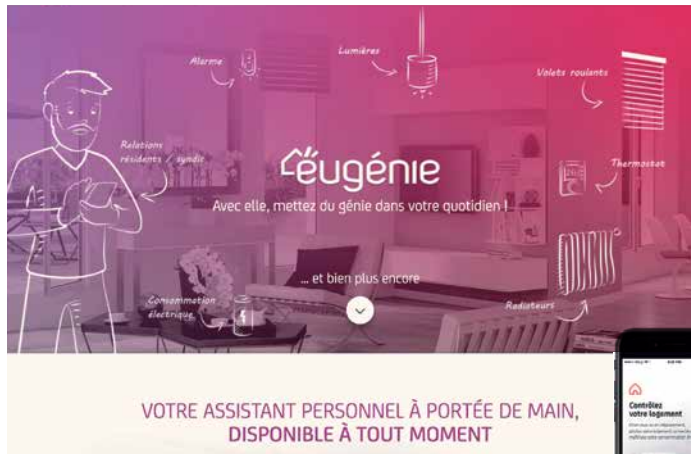 Alarme
Lumières
Volets roulants
Relations
résidents / syndic
Thermostat
eugénie
Avec elle, mettez du génie dans votre quotidien !
... et bien plus encore
Consommation
électrique
Radiateurs
VOTRE ASSISTANT PERSONNEL À PORTÉE DE MAIN,
DISPONIBLE À TOUT MOMENT
Contrôlez
votre logement